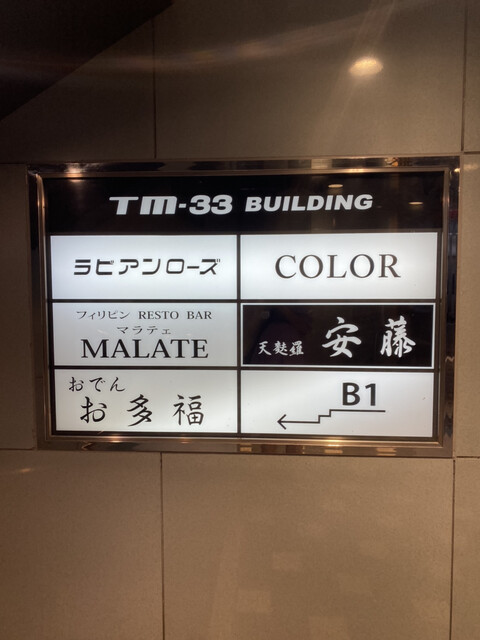 TM-33 BUILDING
ラビアンローズ
COLOR
フィリピン RESTO BAR
マラテェ
MALATE
天麩羅 安藤
おでん
お多福
B1